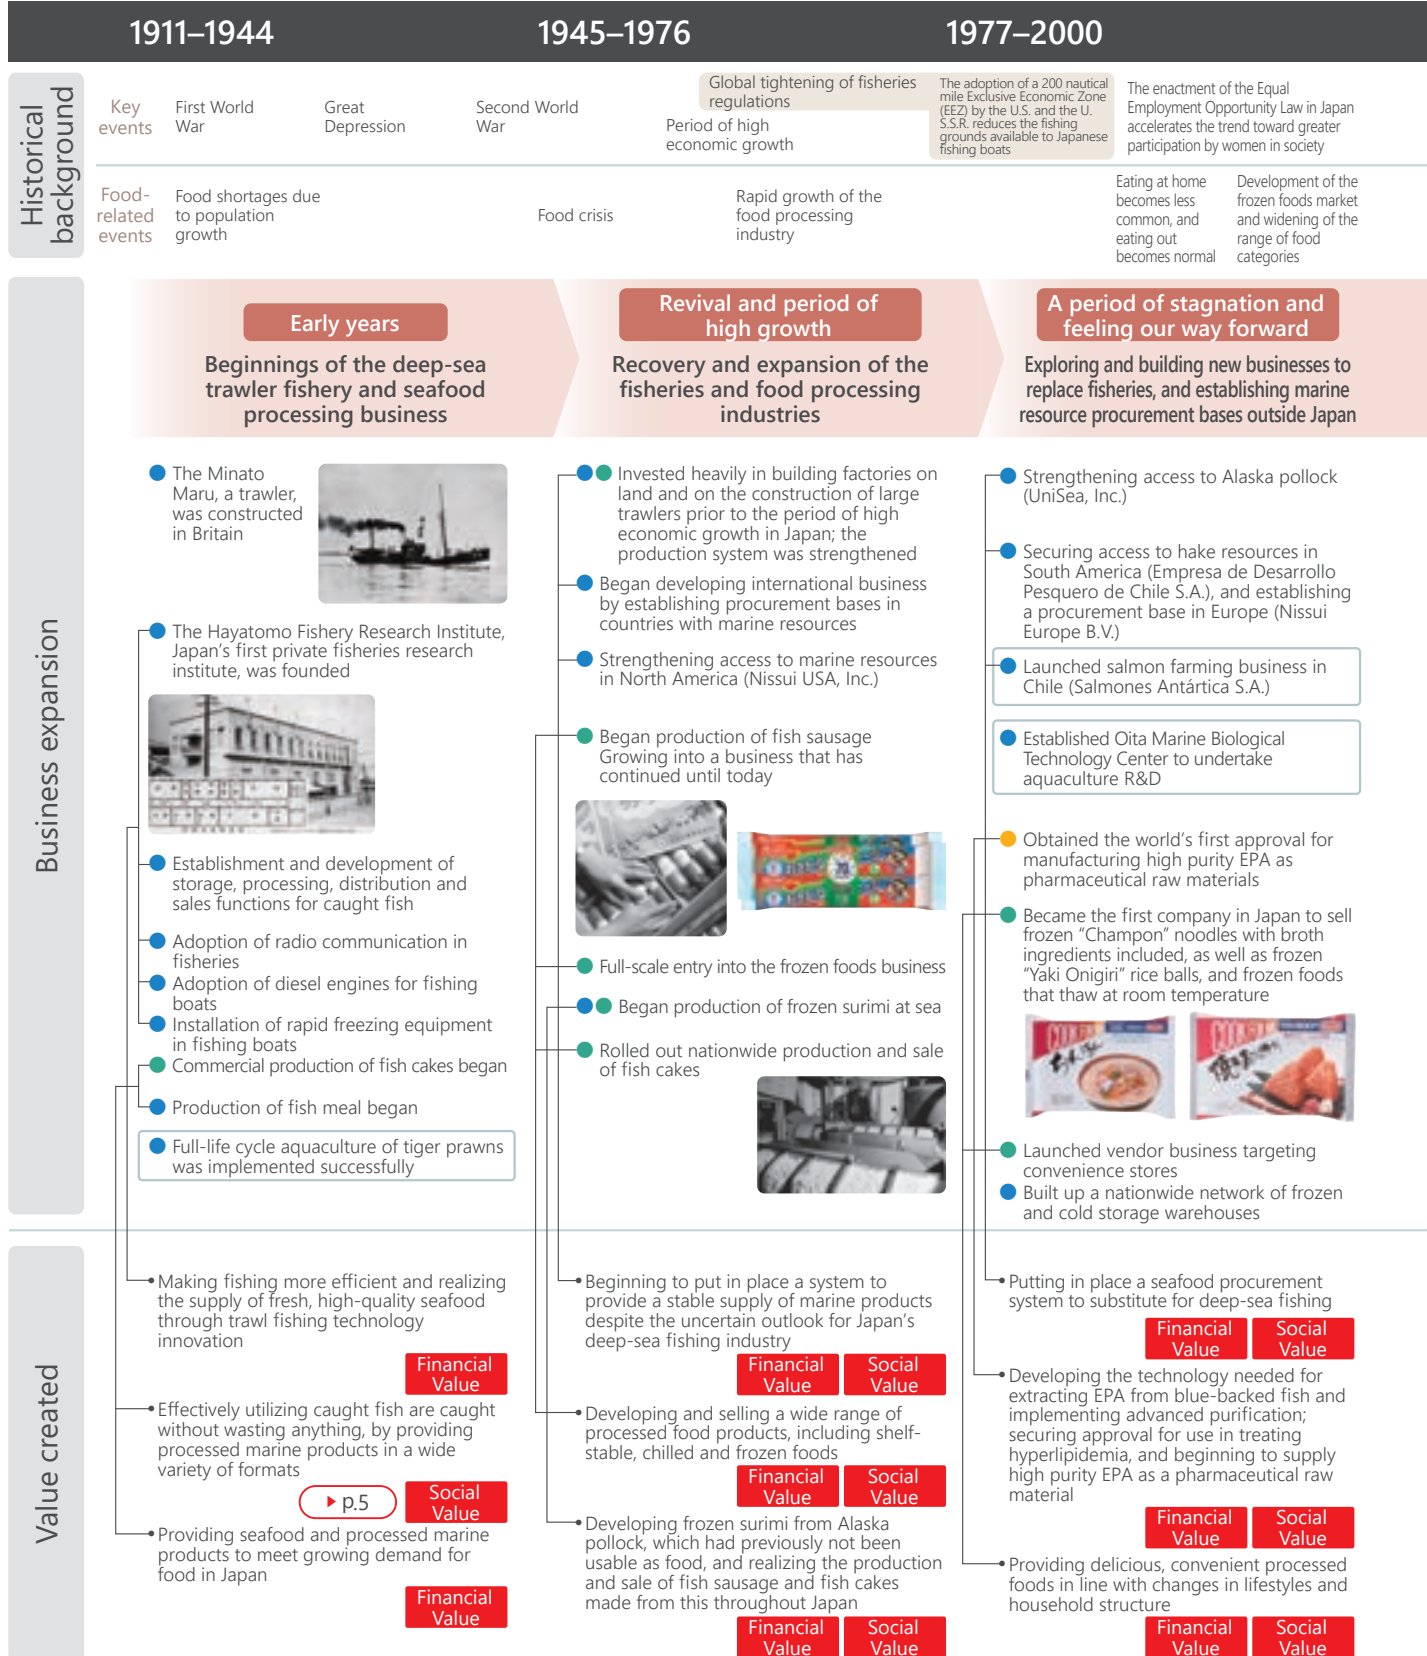 1911–1944
1945–1976
1977–2000
Historical
background
Key
events
First World
War
Great
Depression
Second World
War
Global tightening of fisheries
regulations
Period of high
economic growth
The adoption of a 200 nautical
mile Exclusive Economic Zone
(EEZ) by the U.S. and the U.
S.S.R. reduces the fishing
grounds available to Japanese
fishing boats
The enactment of the Equal
Employment Opportunity Law in Japan
accelerates the trend toward greater
participation by women in society
Food-
related
events
Food shortages due
to population
growth
Food crisis
Rapid growth of the
food processing
industry
Eating at home
becomes less
common, and
eating out
becomes normal
Development of the
frozen foods market
and widening of the
range of food
categories
Business expansion
Early years
Beginnings of the deep-sea
trawler fishery and seafood
processing business
Revival and period of
high growth
Recovery and expansion of the
fisheries and food processing
industries
A period of stagnation and
feeling our way forward
Exploring and building new businesses to
replace fisheries, and establishing marine
resource procurement bases outside Japan
The Minato
Maru, a trawler,
was constructed
in Britain
The Hayatomo Fishery Research Institute,
Japan's first private fisheries research
institute, was founded
Establishment and development of
storage, processing, distribution and
sales functions for caught fish
Adoption of radio communication in
fisheries
Adoption of diesel engines for fishing
boats
Installation of rapid freezing equipment
in fishing boats
Commercial production of fish cakes began
Production of fish meal began
Full-life cycle aquaculture of tiger prawns
was implemented successfully
Invested heavily in building factories on
land and on the construction of large
trawlers prior to the period of high
economic growth in Japan; the
production system was strengthened
Began developing international business
by establishing procurement bases in
countries with marine resources
Strengthening access to marine resources
in North America (Nissui USA, Inc.)
Began production of fish sausage
Growing into a business that has
continued until today
Full-scale entry into the frozen foods business
Began production of frozen surimi at sea
Rolled out nationwide production and sale
of fish cakes
Strengthening access to Alaska pollock
(UniSea, Inc.)
Securing access to hake resources in
South America (Empresa de Desarrollo
Pesquero de Chile S.A.), and establishing
a procurement base in Europe (Nissui
Europe B.V.)
Launched salmon farming business in
Chile (Salmones Antártica S.A.)
Established Oita Marine Biological
Technology Center to undertake
aquaculture R&D
Obtained the world's first approval for
manufacturing high purity EPA as
pharmaceutical raw materials
Became the first company in Japan to sell
frozen “Champon” noodles with broth
ingredients included, as well as frozen
“Yaki Onigiri” rice balls, and frozen foods
that thaw at room temperature
Launched vendor business targeting
convenience stores
Built up a nationwide network of frozen
and cold storage warehouses
Value created
Making fishing more efficient and realizing
the supply of fresh, high-quality seafood
through trawl fishing technology
innovation
Financial
Value
Effectively utilizing caught fish are caught
without wasting anything, by providing
processed marine products in a wide
variety of formats
p.5
Social
Value
Providing seafood and processed marine
products to meet growing demand for
food in Japan
Financial
Value
Beginning to put in place a system to
provide a stable supply of marine products
despite the uncertain outlook for Japan's
deep-sea fishing industry
Financial
Value
Social
Value
Developing and selling a wide range of
processed food products, including shelf-
stable, chilled and frozen foods
Financial
Value
Social
Value
Developing frozen surimi from Alaska
pollock, which had previously not been
usable as food, and realizing the production
and sale of fish sausage and fish cakes
made from this throughout Japan
Financial
Value
Social
Value
Putting in place a seafood procurement
system to substitute for deep-sea fishing
Financial
Value
Social
Value
Developing the technology needed for
extracting EPA from blue-backed fish and
implementing advanced purification;
securing approval for use in treating
hyperlipidemia, and beginning to supply
high purity EPA as a pharmaceutical raw
material
Financial
Value
Social
Value
Providing delicious, convenient processed
foods in line with changes in lifestyles and
household structure
Financial
Value
Social
Value